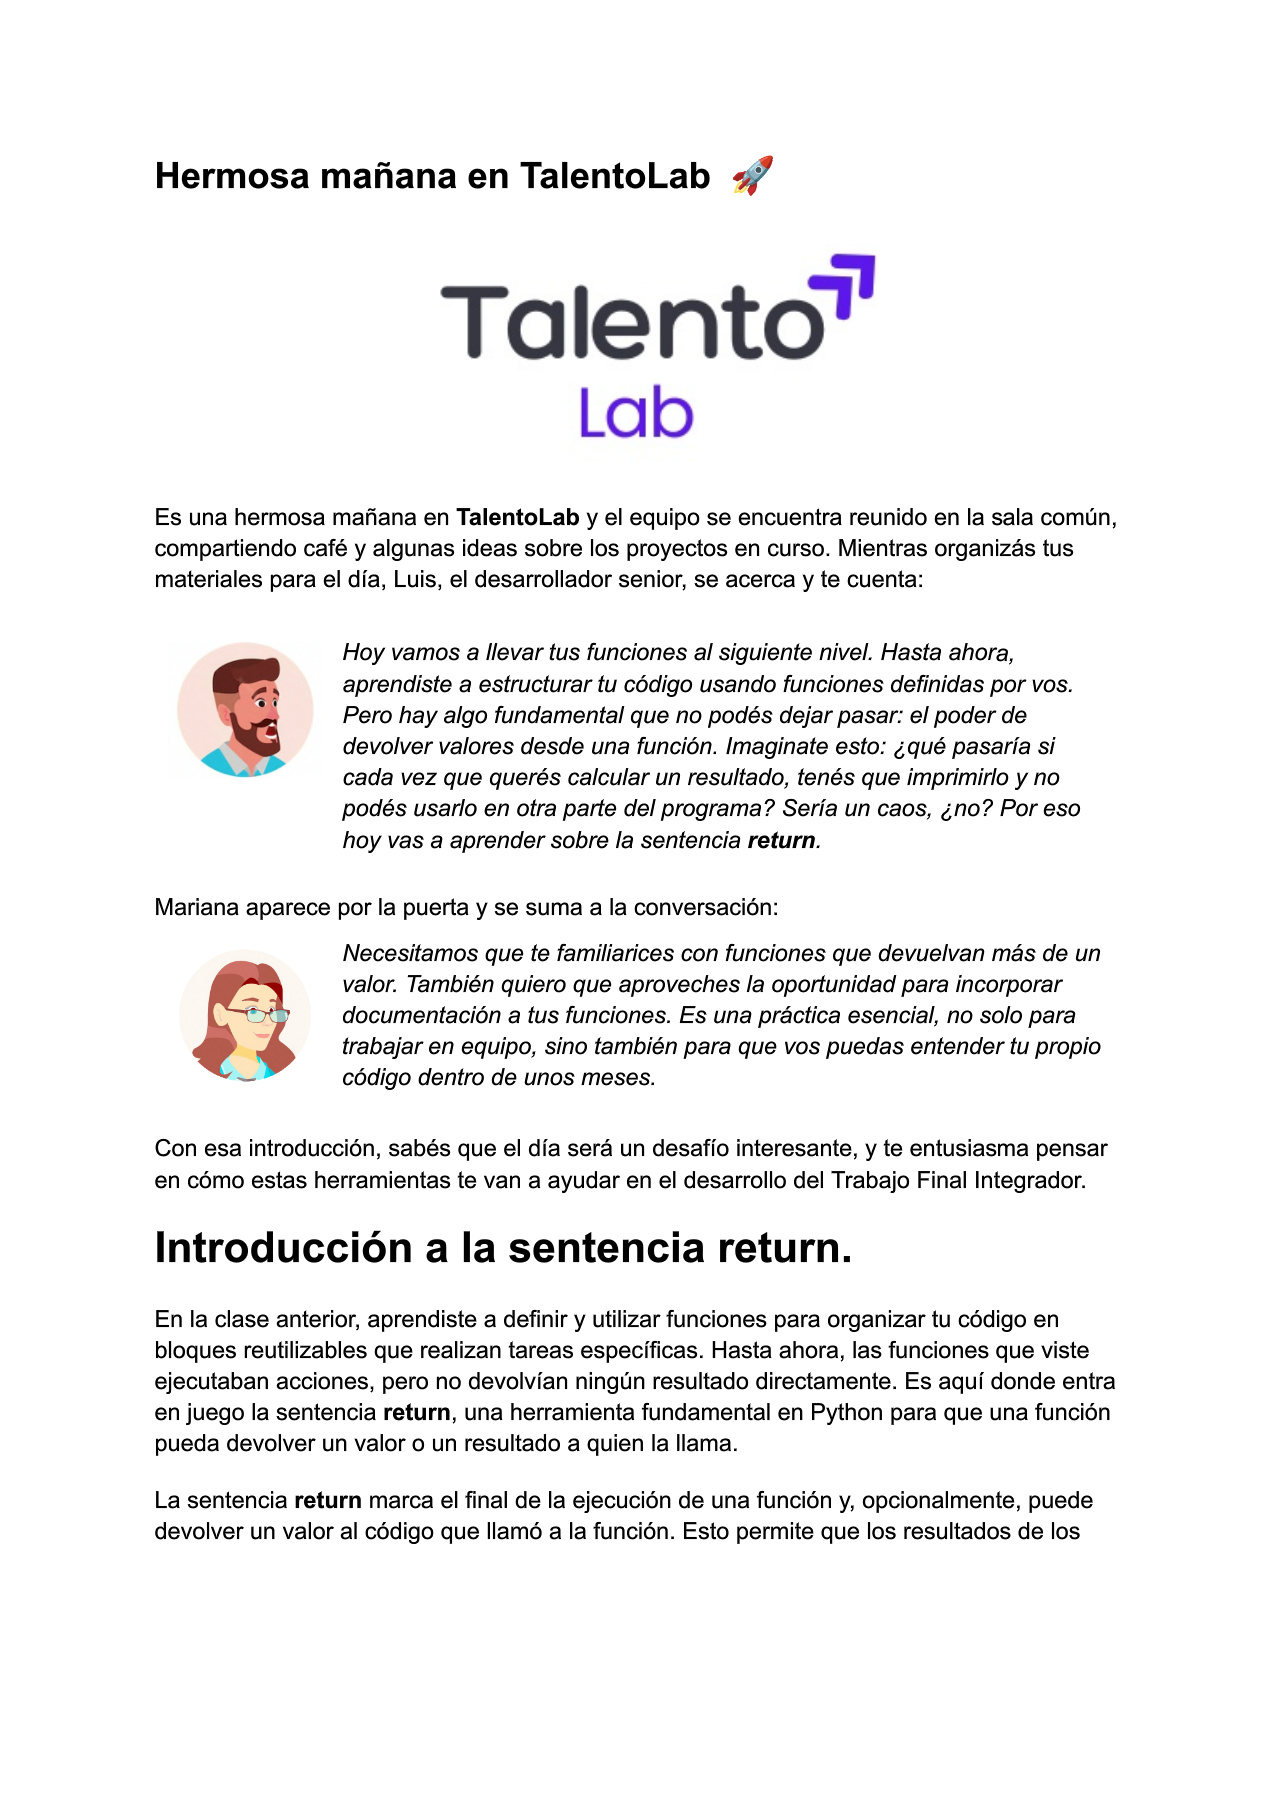 Hermosa mañana en TalentoLab 🚀
Talento
Lab
Es una hermosa mañana en TalentoLab y el equipo se encuentra reunido en la sala común,
compartiendo café y algunas ideas sobre los proyectos en curso. Mientras organizás tus
materiales para el día, Luis, el desarrollador senior, se acerca y te cuenta:
Hoy vamos a llevar tus funciones al siguiente nivel. Hasta ahora,
aprendiste a estructurar tu código usando funciones definidas por vos.
Pero hay algo fundamental que no podés dejar pasar: el poder de
devolver valores desde una función. Imaginate esto: ¿qué pasaría si
cada vez que querés calcular un resultado, tenés que imprimirlo y no
podés usarlo en otra parte del programa? Sería un caos, ¿no? Por eso
hoy vas a aprender sobre la sentencia return.
Mariana aparece por la puerta y se suma a la conversación:
Necesitamos que te familiarices con funciones que devuelvan más de un
valor. También quiero que aproveches la oportunidad para incorporar
documentación a tus funciones. Es una práctica esencial, no solo para
trabajar en equipo, sino también para que vos puedas entender tu propio
código dentro de unos meses.
Con esa introducción, sabés que el día será un desafío interesante, y te entusiasma pensar
en cómo estas herramientas te van a ayudar en el desarrollo del Trabajo Final Integrador.
Introducción a la sentencia return.
En la clase anterior, aprendiste a definir y utilizar funciones para organizar tu código en
bloques reutilizables que realizan tareas específicas. Hasta ahora, las funciones que viste
ejecutaban acciones, pero no devolvían ningún resultado directamente. Es aquí donde entra
en juego la sentencia return, una herramienta fundamental en Python para que una función
pueda devolver un valor o un resultado a quien la llama.
La sentencia return marca el final de la ejecución de una función y, opcionalmente, puede
devolver un valor al código que llamó a la función. Esto permite que los resultados de los